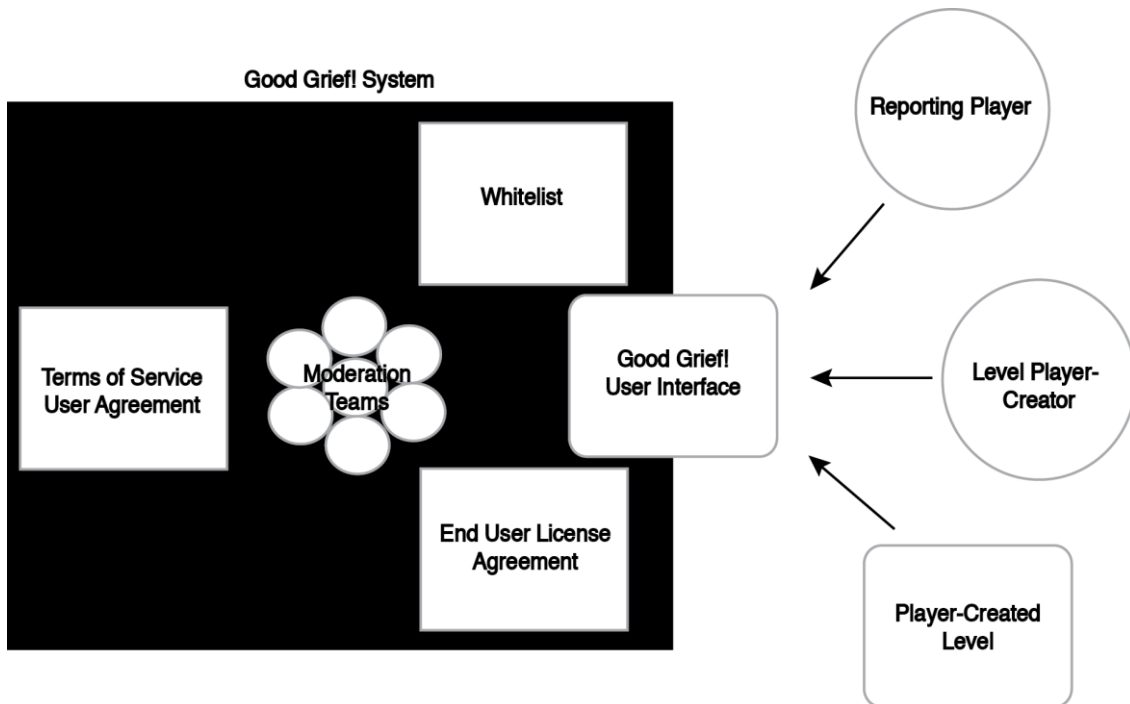 Good Grief! System
Reporting Player
Whitelist
Good Grief!
User Interface
Level Player-
Creator
Terms of Service
User Agreement
Moderation
Teams
End User License
Agreement
Player-Created
Level